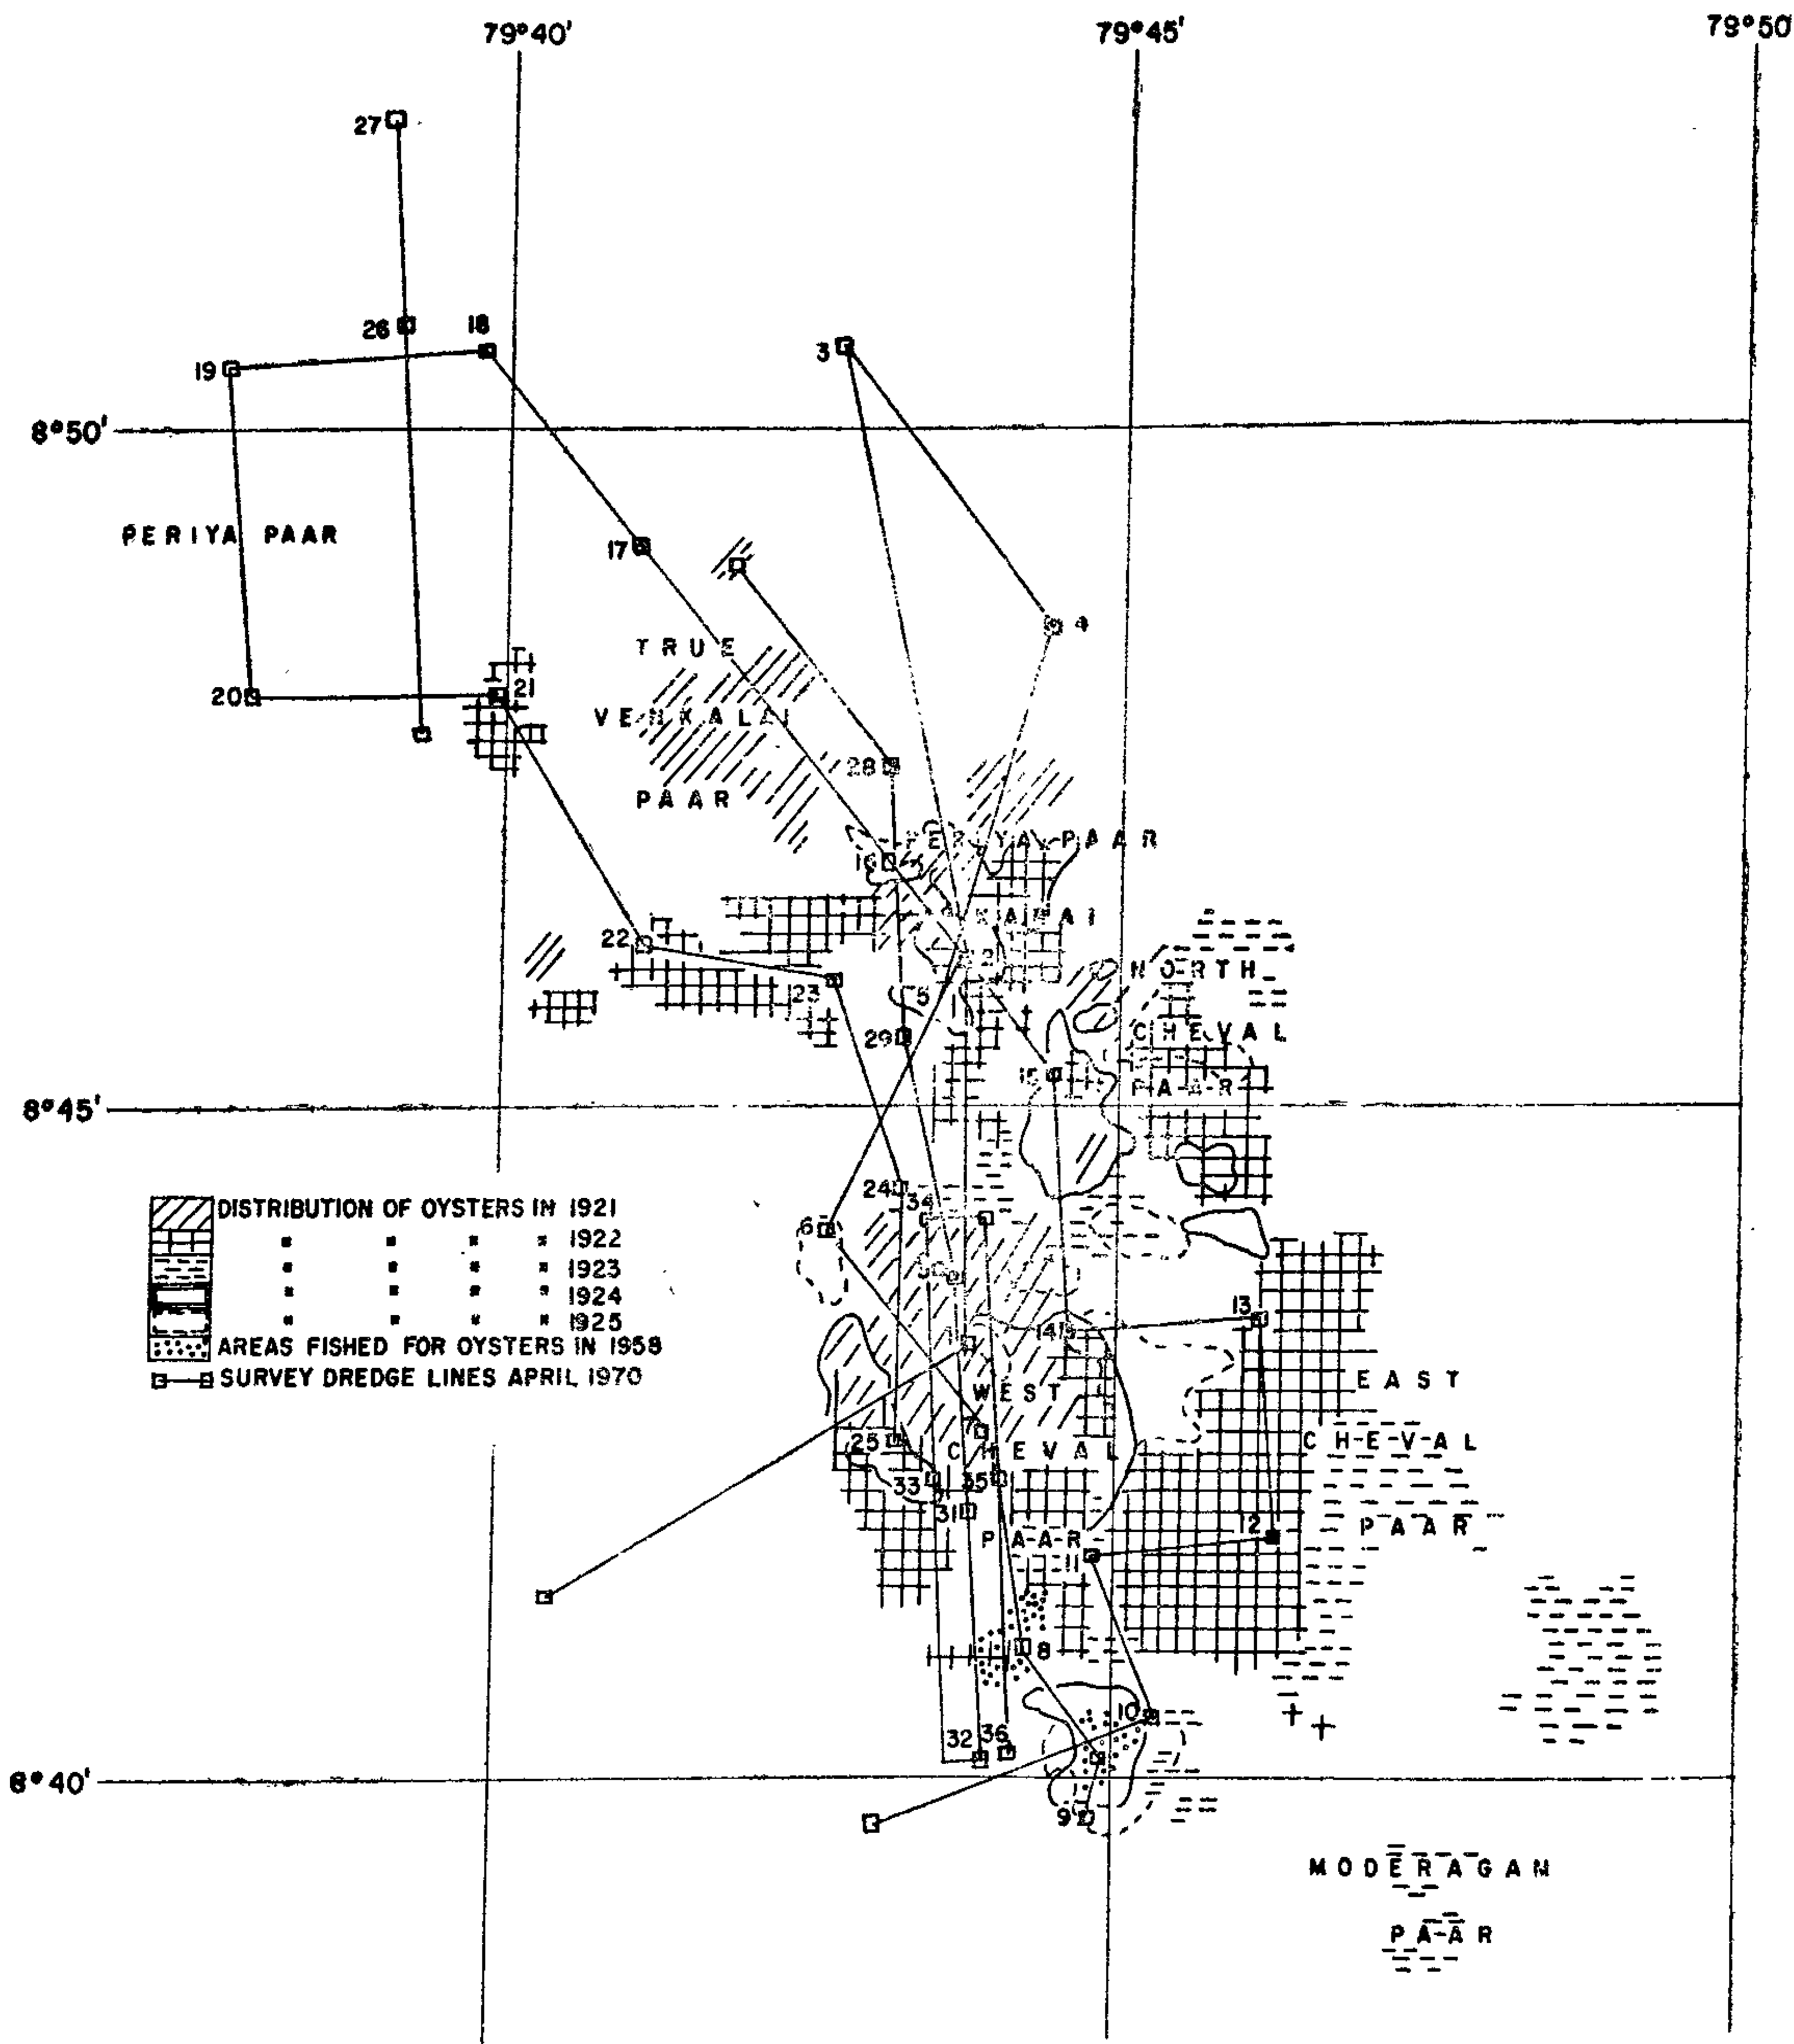 79°40' 79°45' 79°50'
27
26 18
3
19
8°50'
PERIYA PAAR
17
4
TRUE
20 21
VENKALAI
28
PAAR
PERIYA PAAR
16
22
2
NORTH
23 5
CHEVAL
29
15
PAAR
8°45'
24 34
DISTRIBUTION OF OYSTERS IN 1921
" " " " 1922
" " " " 1923
" " " " 1924
" " " " 1925
AREAS FISHED FOR OYSTERS IN 1958
SURVEY DREDGE LINES APRIL 1970
6
30
13
1 14
EAST
WEST
7
25 CHEVAL
CHEVAL
33 35
31
12 PAAR
PAAR
11
8
10
32 36
8°40'
9
MODERAGAM
PAAR